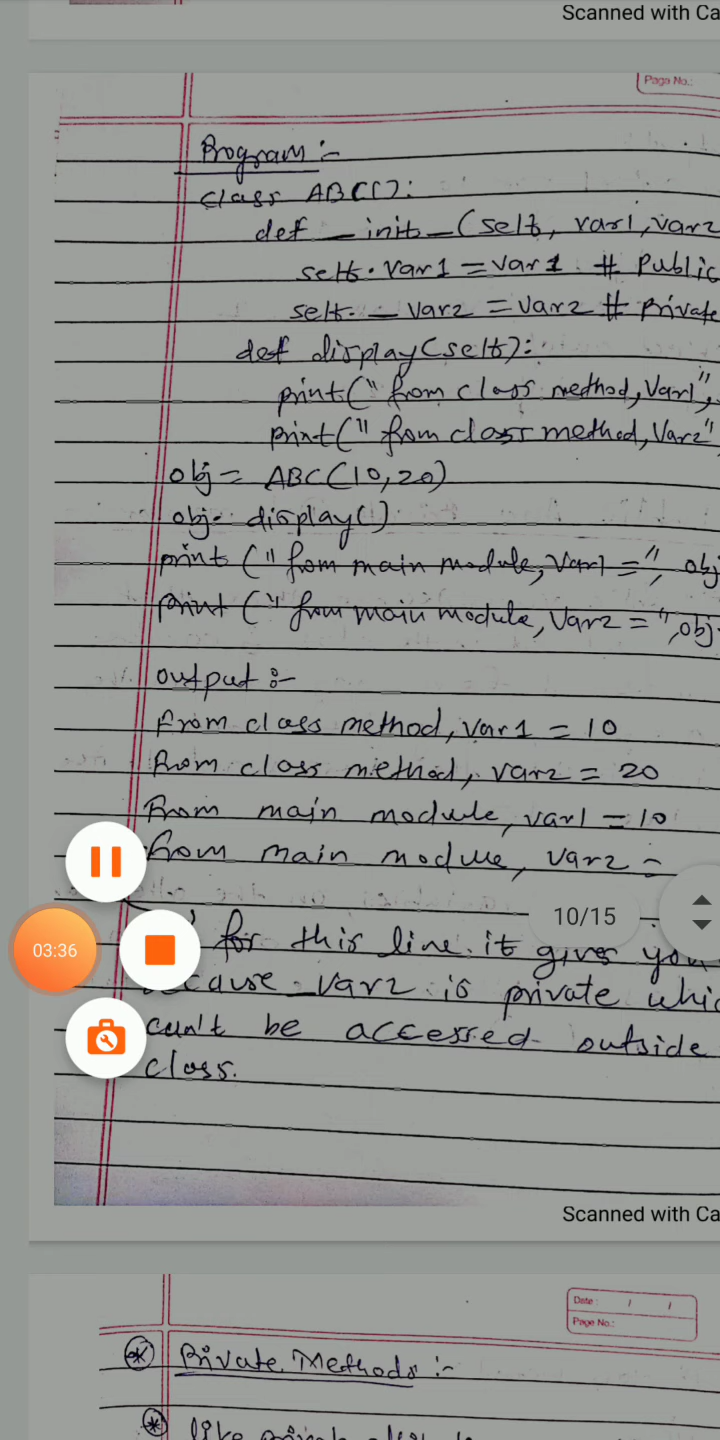 Scanned with Ca
Page No.:
Program :-
class ABC():
def __init__(self, var1, var2
self.var1 = var1 # Public
self.__var2 = var2 # Private
def display(self):
print(" from class method, Var1",
print(" from class method, Var2"
obj = ABC(10,20)
obj. display()
print (" from main module, Var1 =", obj
print (" from main module, Var2 = ", obj.
output :-
From class method, Var1 = 10
From class method, var2 = 20
From main module, var1 = 10
from main module, var2 =
10/15
03:36
for this line it gives you
__var2 is private whic
can't be accessed outside
class.
Scanned with Ca
Date : / /
Page No.:
* Private Methods :-
* like